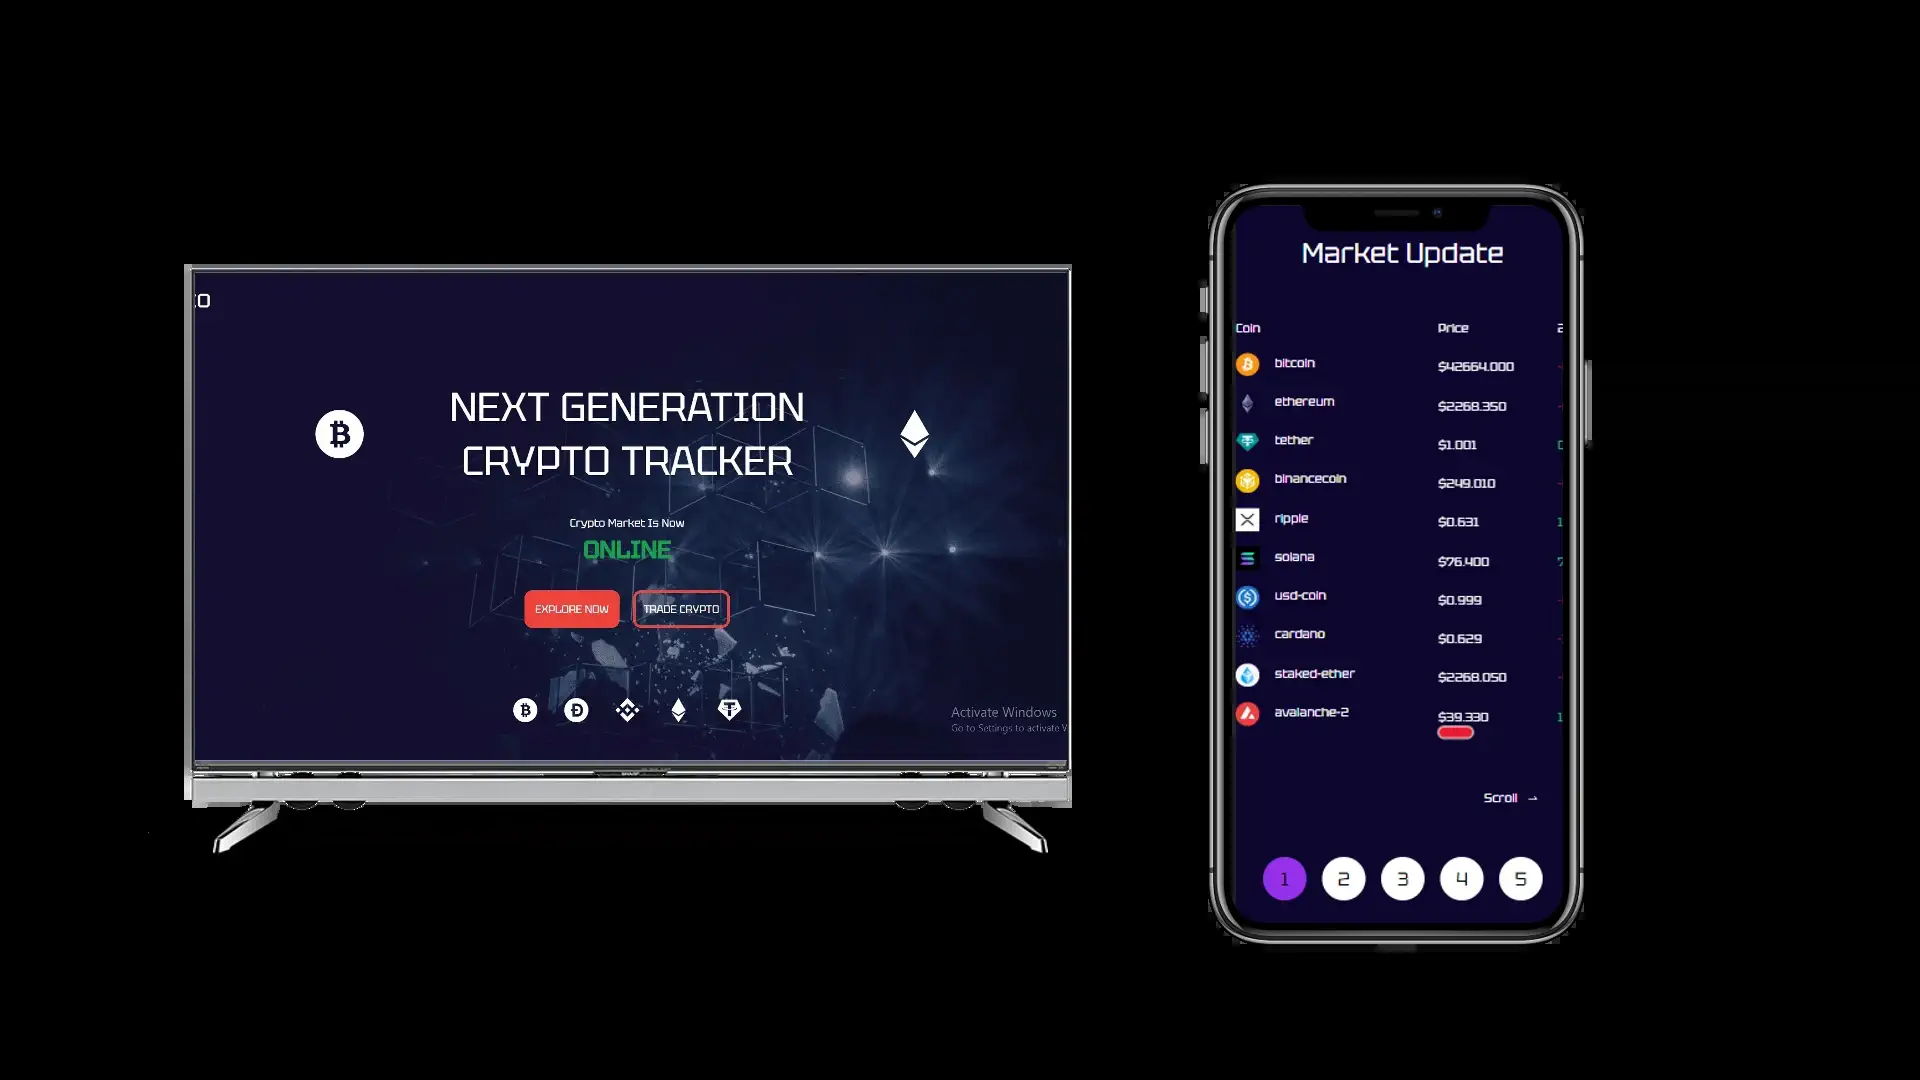 NEXT GENERATION
CRYPTO TRACKER
Crypto Market Is Now
ONLINE
EXPLORE NOW
TRADE CRYPTO
Activate Windows
Go to Settings to activate
Market Update
Coin Price
bitcoin $42664.000
ethereum $2268.350
tether $1.001
binancecoin $249.010
ripple $0.631
solana $76.400
usd-coin $0.999
cardano $0.629
staked-ether $2268.050
avalanche-2 $39.330
Scroll →
1 2 3 4 5